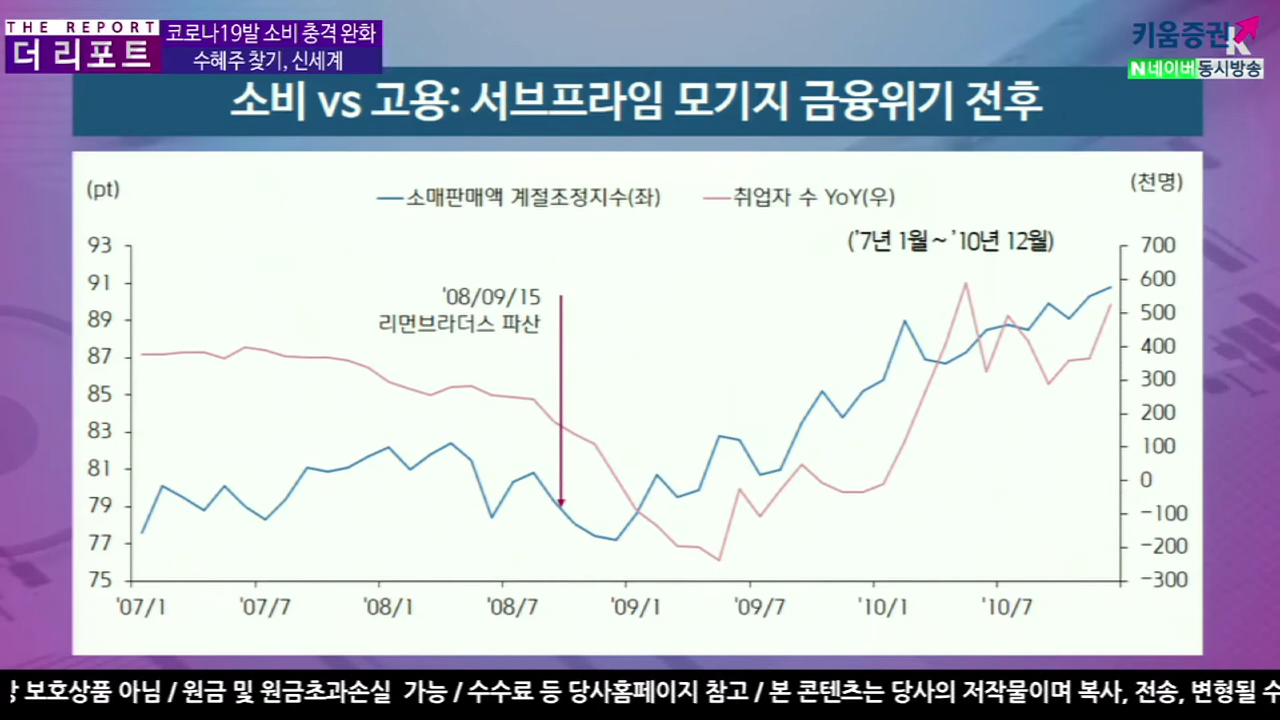 THE REPORT
더 리포트
코로나19발 소비 충격 완화
수혜주 찾기, 신세계
키움증권
N 네이버 동시방송
소비 vs 고용: 서브프라임 모기지 금융위기 전후
(pt)
소매판매액 계절조정지수(좌)
취업자 수 YoY(우)
(천명)
('7년 1월~ '10년 12월)
'08/09/15
리먼브라더스 파산
93
91
89
87
85
83
81
79
77
75
700
600
500
400
300
200
100
0
-100
-200
-300
'07/1
'07/7
'08/1
'08/7
'09/1
'09/7
'10/1
'10/7
보호상품 아님 / 원금 및 원금초과손실 가능 / 수수료 등 당사홈페이지 참고 / 본 콘텐츠는 당사의 저작물이며 복사, 전송, 변형될 수